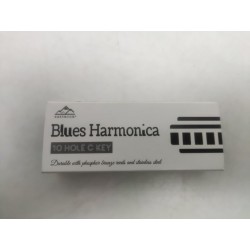 Blues Harmonica
10 HOLE C KEY
Durable with phosphor bronze reeds and stainless steel